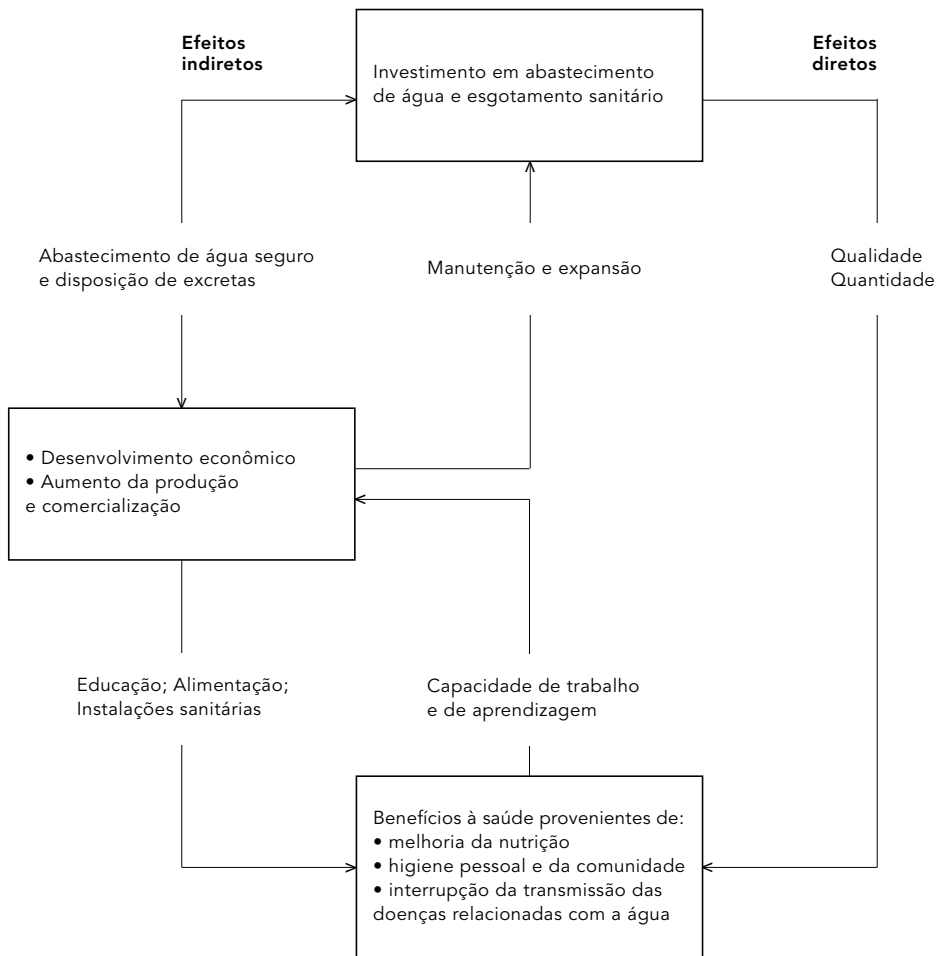 Efeitos
indiretos
Investimento em abastecimento
de água e esgotamento sanitário
Efeitos
diretos
Abastecimento de água seguro
e disposição de excretas
Manutenção e expansão
Qualidade
Quantidade
• Desenvolvimento econômico
• Aumento da produção
e comercialização
Educação; Alimentação;
Instalações sanitárias
Capacidade de trabalho
e de aprendizagem
Benefícios à saúde provenientes de:
• melhoria da nutrição
• higiene pessoal e da comunidade
• interrupção da transmissão das
doenças relacionadas com a água